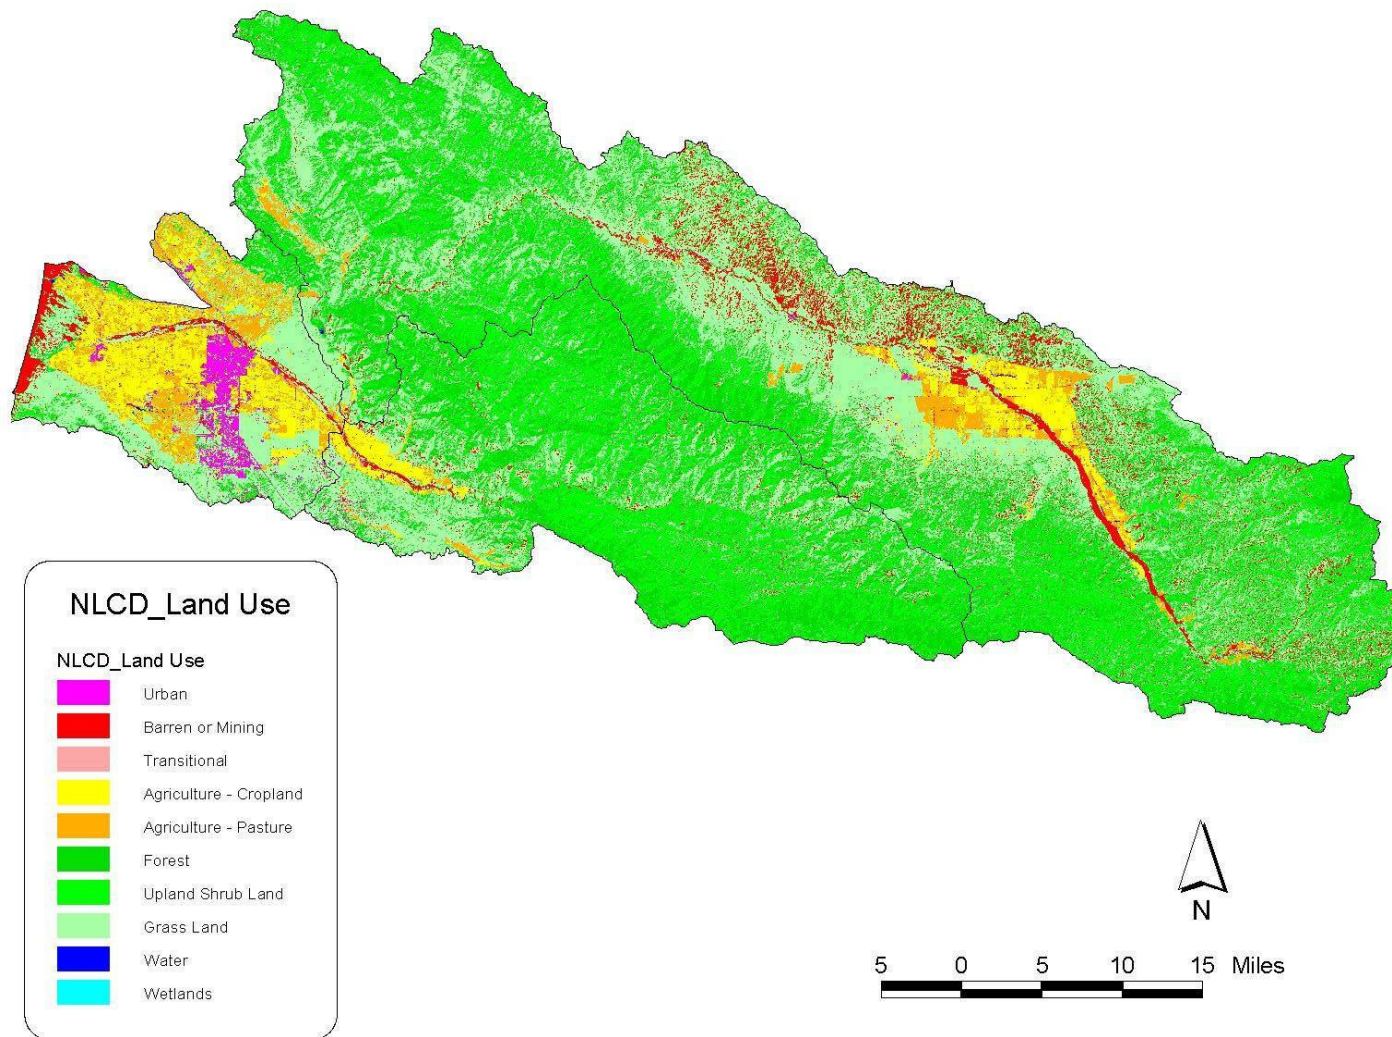 NLCD_Land Use
NLCD_Land Use
Urban
Barren or Mining
Transitional
Agriculture - Cropland
Agriculture - Pasture
Forest
Upland Shrub Land
Grass Land
Water
Wetlands
N
5 0 5 10 15 Miles